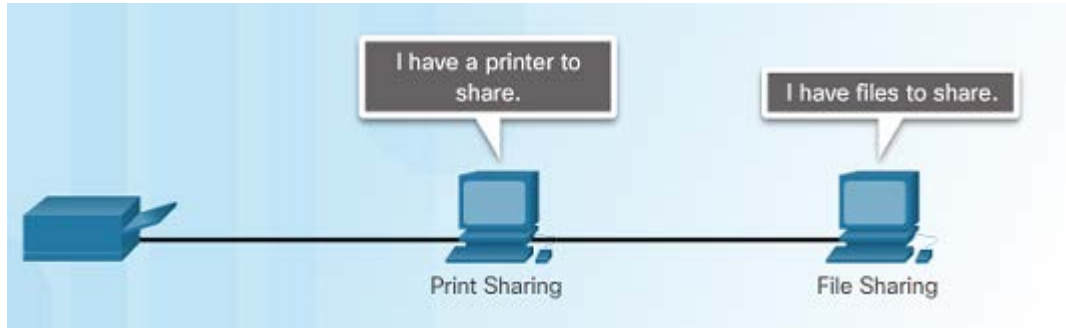 I have a printer to
share.
I have files to share.
Print Sharing
File Sharing